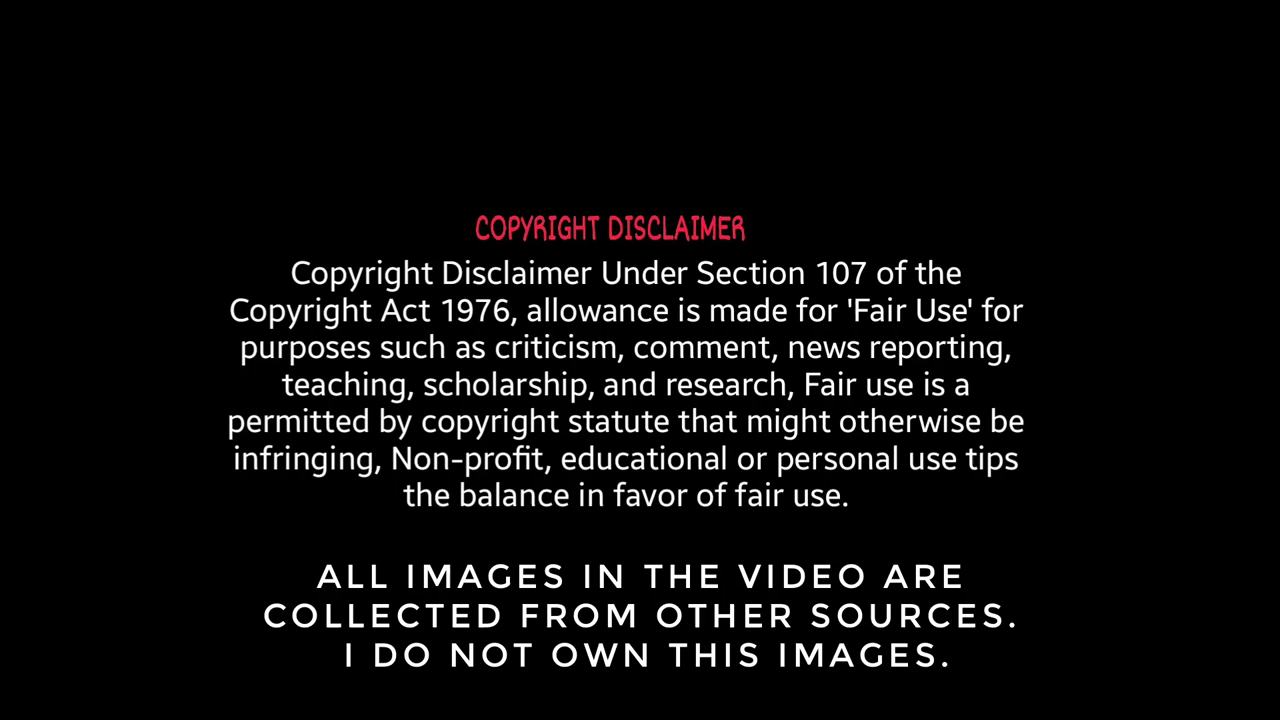 COPYRIGHT DISCLAIMER
Copyright Disclaimer Under Section 107 of the
Copyright Act 1976, allowance is made for 'Fair Use' for
purposes such as criticism, comment, news reporting,
teaching, scholarship, and research, Fair use is a
permitted by copyright statute that might otherwise be
infringing, Non-profit, educational or personal use tips
the balance in favor of fair use.
ALL IMAGES IN THE VIDEO ARE
COLLECTED FROM OTHER SOURCES.
I DO NOT OWN THIS IMAGES.